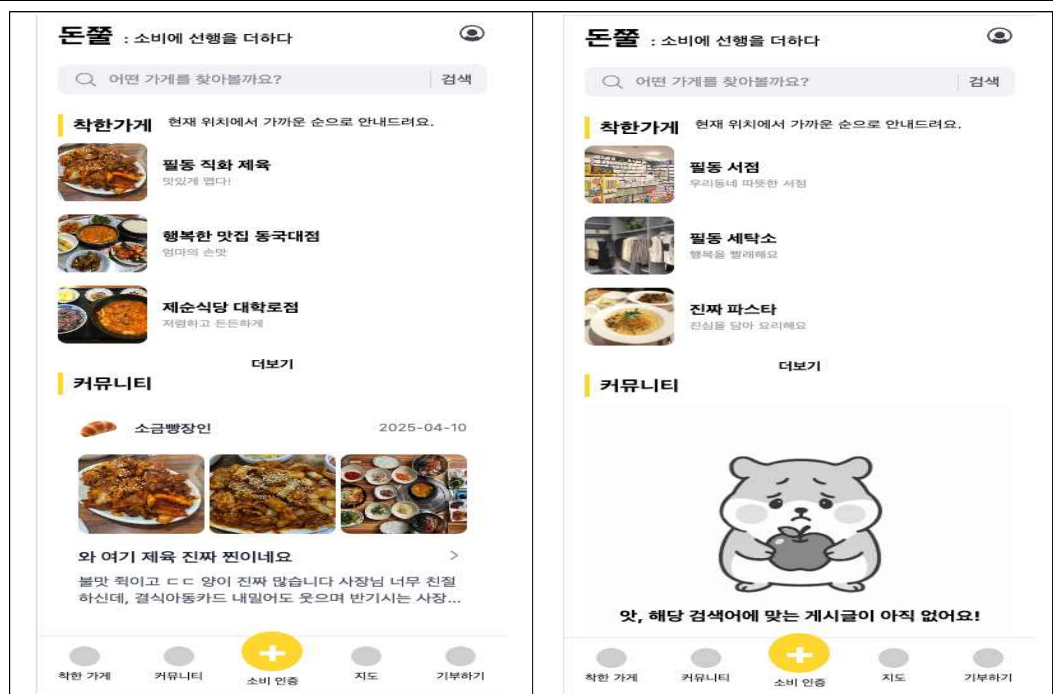 돈쭐 : 소비에 선행을 더하다
어떤 가게를 찾아볼까요? 검색
착한가게 현재 위치에서 가까운 순으로 안내드려요.
필동 직화 제육
맛있게 맵다!
행복한 맛집 동국대점
엄마의 손맛
제순식당 대학로점
저렴하고 든든하게
더보기
커뮤니티
소금빵장인 2025-04-10
와 여기 제육 진짜 찐이네요 >
불맛 쥑이고 ㄷㄷ 양이 진짜 많습니다 사장님 너무 친절
하신데, 결식아동카드 내밀어도 웃으며 반기시는 사장...
착한 가게 커뮤니티 소비 인증 지도 기부하기
돈쭐 : 소비에 선행을 더하다
어떤 가게를 찾아볼까요? 검색
착한가게 현재 위치에서 가까운 순으로 안내드려요.
필동 서점
우리동네 따뜻한 서점
필동 세탁소
행복을 빨래해요
진짜 파스타
진심을 담아 요리해요
더보기
커뮤니티
앗, 해당 검색어에 맞는 게시글이 아직 없어요!
착한 가게 커뮤니티 소비 인증 지도 기부하기